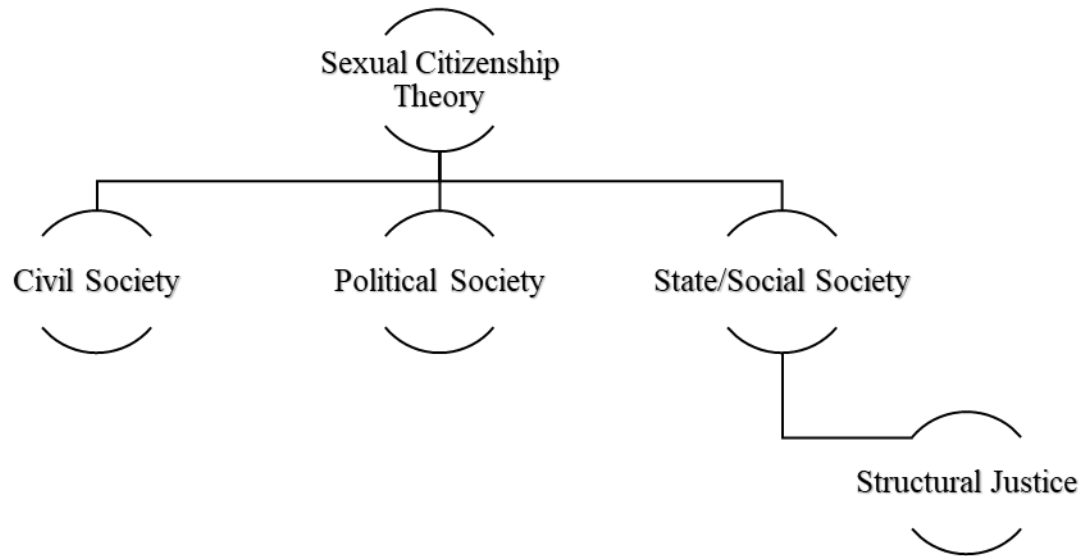 Sexual Citizenship
Theory
Civil Society
Political Society
State/Social Society
Structural Justice